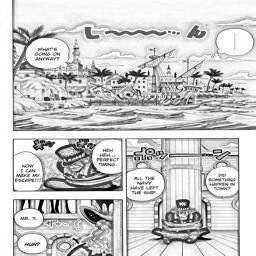 WHAT'S
GOING ON
ANYWAY?
HEH
HEH...
PERFECT
TIMING.
NOW I
CAN MAKE
MY
ESCAPE!!!
MR. 11.
HUH?
ALL
THE NAVY
HAVE LEFT
THE SHIP.
DID
SOMETHING
HAPPEN IN
TOWN?